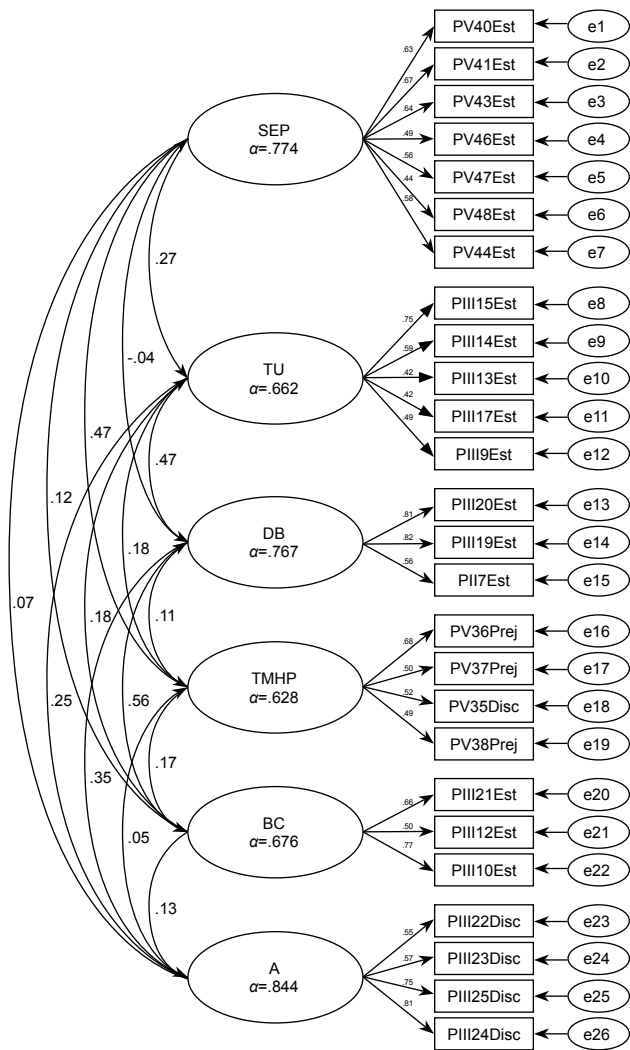 PV40Est
e1
.63
PV41Est
e2
.67
PV43Est
e3
.64
SEP
α=.774
PV46Est
e4
.49
PV47Est
e5
.56
PV48Est
e6
.44
PV44Est
e7
.58
.27
PIII15Est
e8
.75
PIII14Est
e9
.59
-.04
TU
α=.662
PIII13Est
e10
.42
PIII17Est
e11
.42
PIII9Est
e12
.49
.47
.47
PIII20Est
e13
.81
.12
DB
α=.767
PIII19Est
e14
.82
.18
PII7Est
e15
.56
.07
.18
.11
PV36Prej
e16
.68
PV37Prej
e17
.50
TMHP
α=.628
PV35Disc
e18
.52
.25
.56
PV38Prej
e19
.49
.17
.35
PIII21Est
e20
.66
.05
BC
α=.676
PIII12Est
e21
.50
PIII10Est
e22
.77
.13
PIII22Disc
e23
.55
PIII23Disc
e24
.57
A
α=.844
PIII25Disc
e25
.75
PIII24Disc
e26
.81